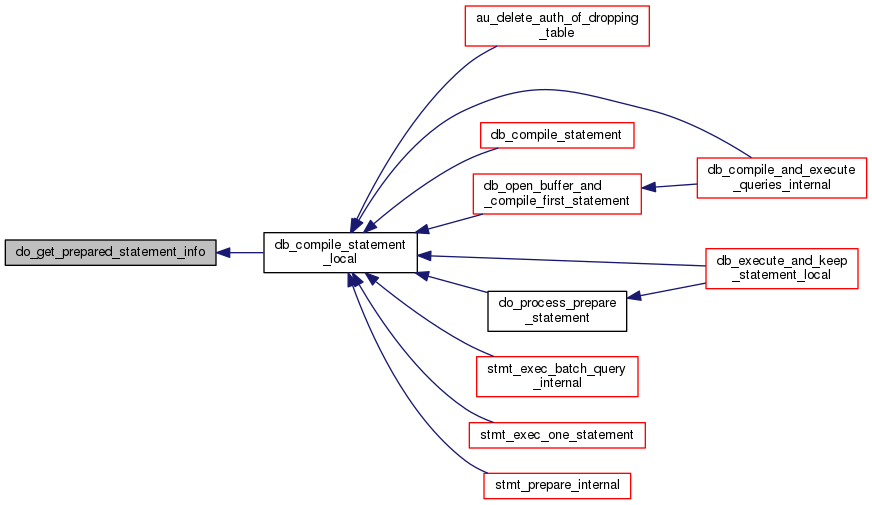 au_delete_auth_of_dropping
_table
db_compile_statement
db_compile_and_execute
_queries_internal
db_open_buffer_and
_compile_first_statement
do_get_prepared_statement_info
db_compile_statement
_local
db_execute_and_keep
_statement_local
do_process_prepare
_statement
stmt_exec_batch_query
_internal
stmt_exec_one_statement
stmt_prepare_internal